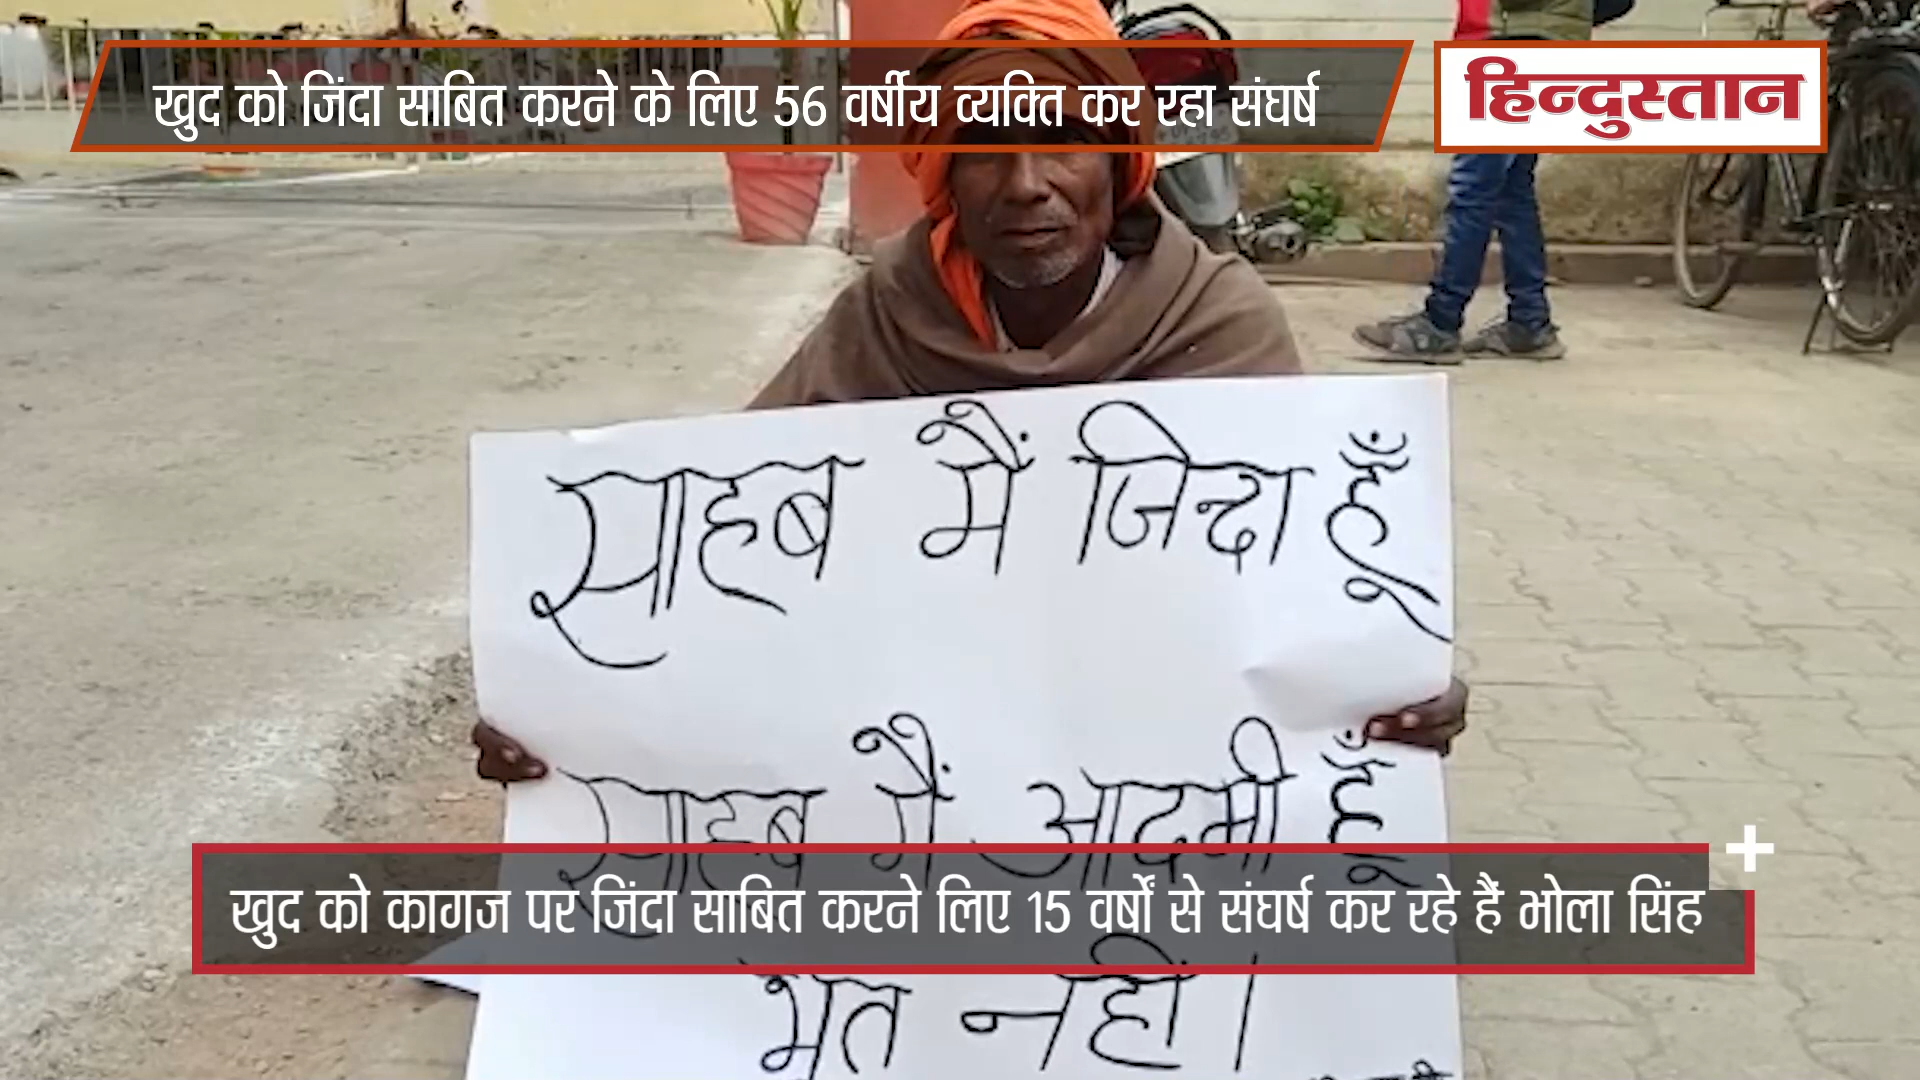 खुद को जिंदा साबित करने के लिए 56 वर्षीय व्यक्ति कर रहा संघर्ष
हिन्दुस्तान
साहब मैं जिन्दा हूँ
साहब मैं आदमी हूँ
खुद को कागज पर जिंदा साबित करने लिए 15 वर्षों से संघर्ष कर रहे हैं भोला सिंह
भूत नहीं।